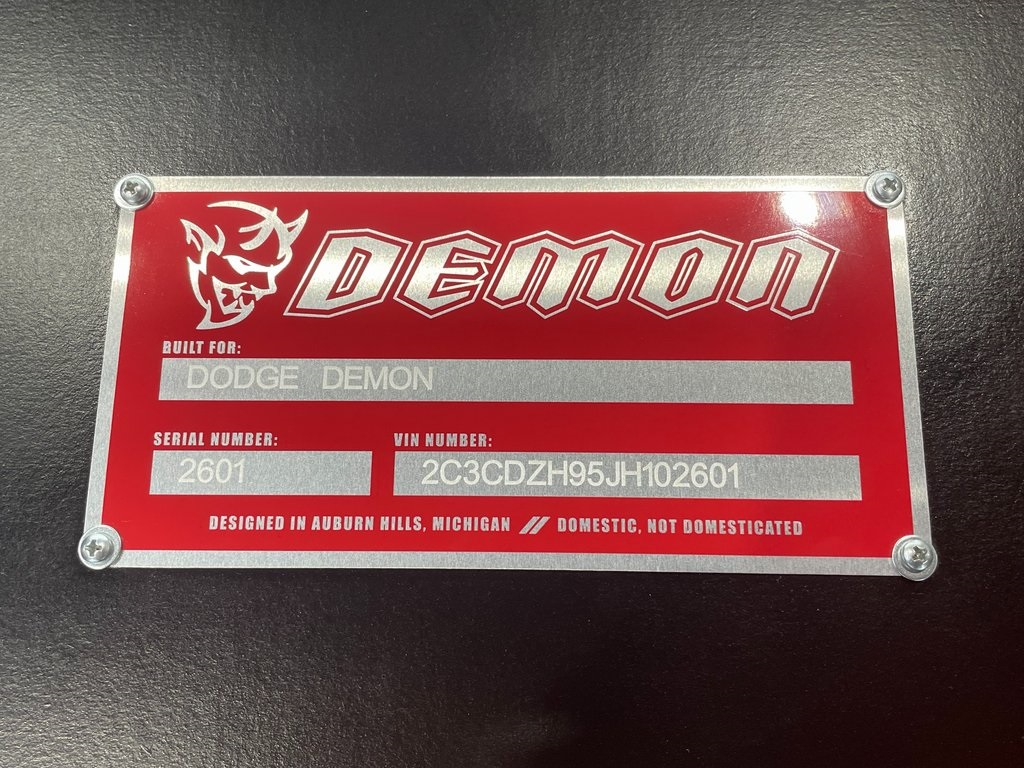 DEMON
BUILT FOR:
DODGE DEMON
SERIAL NUMBER: VIN NUMBER:
2601 2C3CDZH95JH102601
DESIGNED IN AUBURN HILLS, MICHIGAN // DOMESTIC, NOT DOMESTICATED